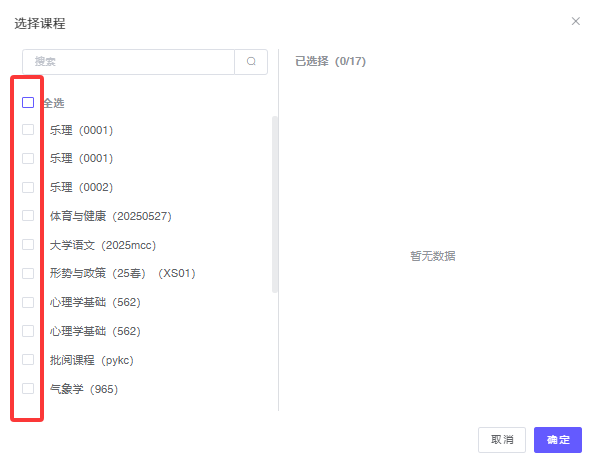 选择课程
搜索
已选择（0/17）
全选
乐理（0001）
乐理（0001）
乐理（0002）
体育与健康（20250527）
大学语文（2025mcc）
形势与政策（25春）（XS01）
心理学基础（562）
心理学基础（562）
批阅课程（pykc）
气象学（965）
暂无数据
取消
确定